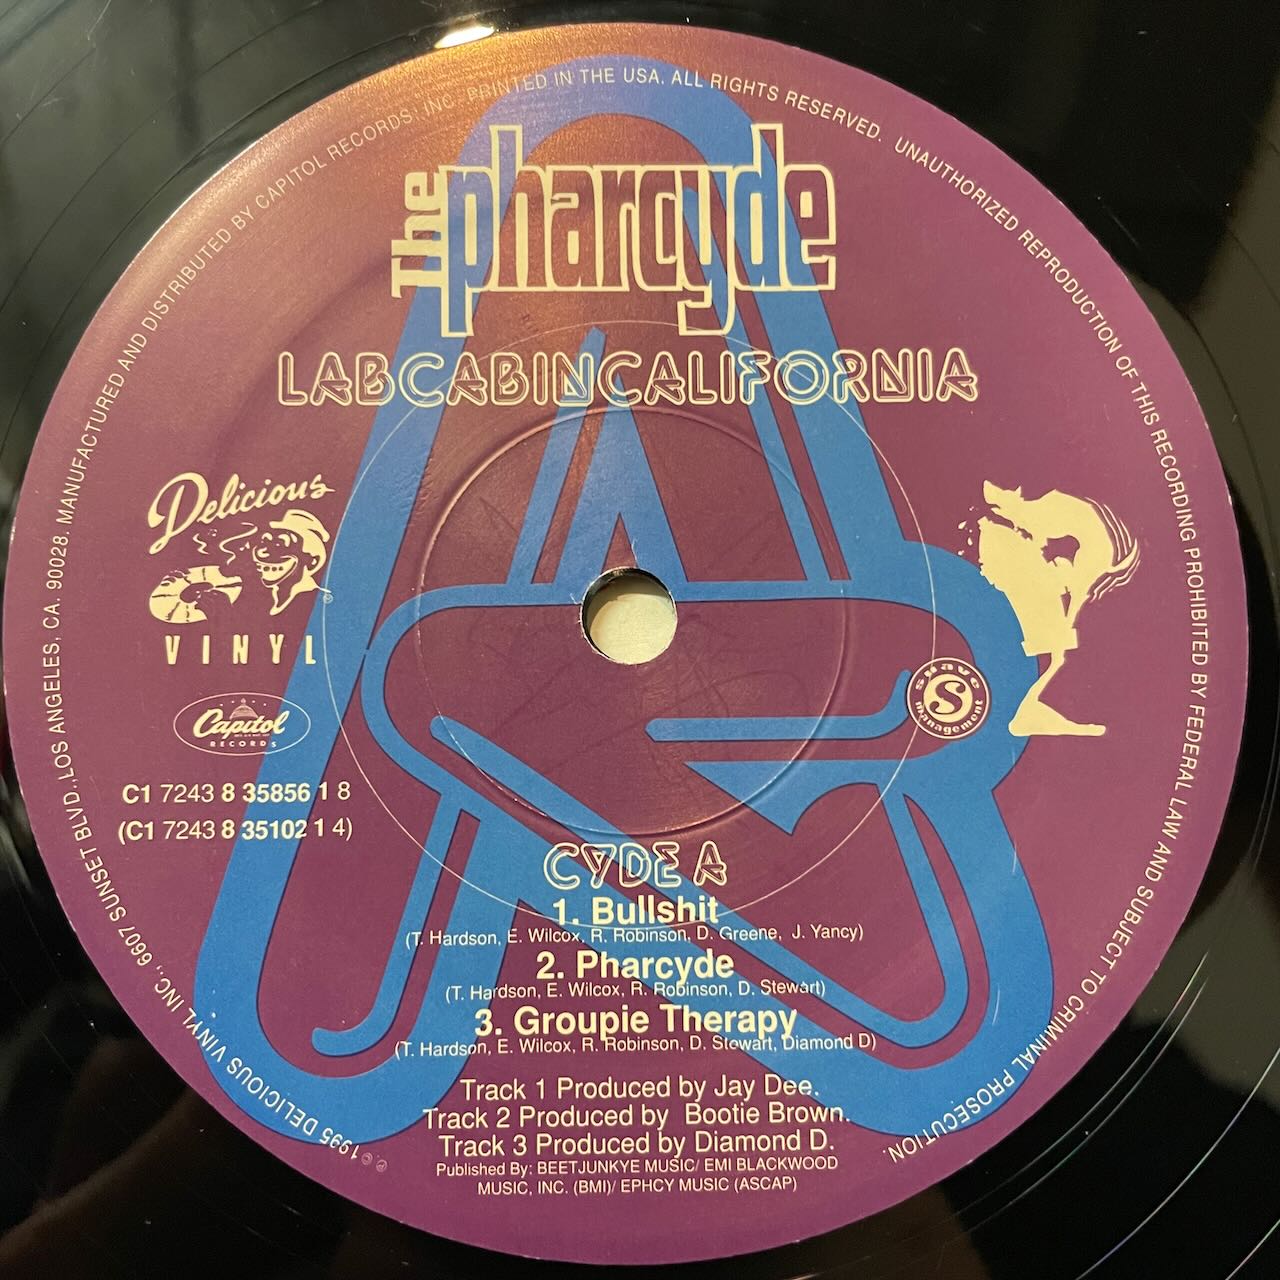 The pharcyde
LABCABINCALIFORNIA
Delicious
VINYL
Capitol
RECORDS
Suave
S
management
C1 7243 8 35856 1 8
(C1 7243 8 35102 1 4)
CYDE A
1. Bullshit
(T. Hardson, E. Wilcox, R. Robinson, D. Greene, J. Yancy)
2. Pharcyde
(T. Hardson, E. Wilcox, R. Robinson, D. Stewart)
3. Groupie Therapy
(T. Hardson, E. Wilcox, R. Robinson, D. Stewart, Diamond D)
Track 1 Produced by Jay Dee.
Track 2 Produced by Bootie Brown.
Track 3 Produced by Diamond D.
Published By: BEETJUNKYE MUSIC/ EMI BLACKWOOD
MUSIC, INC. (BMI)/ EPHCY MUSIC (ASCAP)
℗© 1995 DELICIOUS VINYL INC., 6607 SUNSET BLVD., LOS ANGELES, CA. 90028. MANUFACTURED AND DISTRIBUTED BY CAPITOL RECORDS, INC. PRINTED IN THE USA. ALL RIGHTS RESERVED. UNAUTHORIZED REPRODUCTION OF THIS RECORDING PROHIBITED BY FEDERAL LAW AND SUBJECT TO CRIMINAL PROSECUTION.